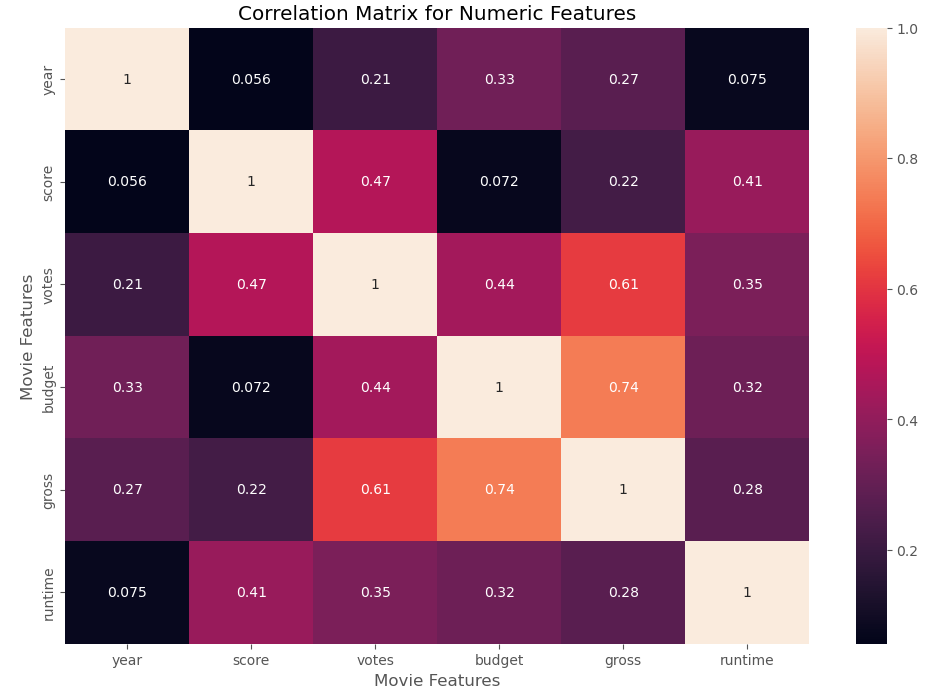 Correlation Matrix for Numeric Features
1.0
year 1 0.056 0.21 0.33 0.27 0.075
0.8
score 0.056 1 0.47 0.072 0.22 0.41
votes 0.21 0.47 1 0.44 0.61 0.35
0.6
Movie Features
budget 0.33 0.072 0.44 1 0.74 0.32
0.4
gross 0.27 0.22 0.61 0.74 1 0.28
0.2
runtime 0.075 0.41 0.35 0.32 0.28 1
year score votes budget gross runtime
Movie Features